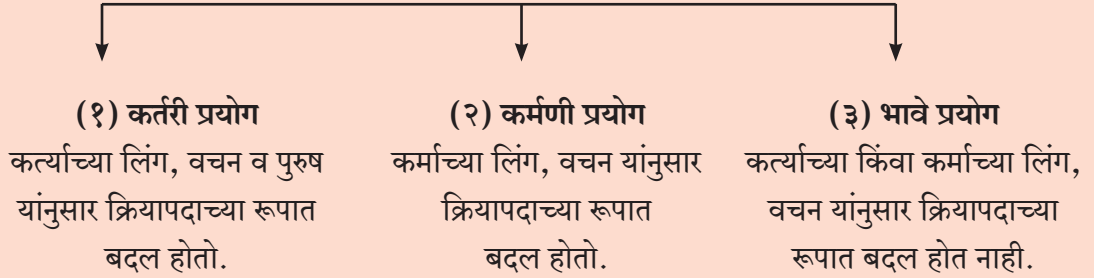 (१) कर्तरी प्रयोग
कर्त्याच्या लिंग, वचन व पुरुष
यांनुसार क्रियापदाच्या रूपात
बदल होतो.
(२) कर्मणी प्रयोग
कर्माच्या लिंग, वचन यांनुसार
क्रियापदाच्या रूपात
बदल होतो.
(३) भावे प्रयोग
कर्त्याच्या किंवा कर्माच्या लिंग,
वचन यांनुसार क्रियापदाच्या
रूपात बदल होत नाही.